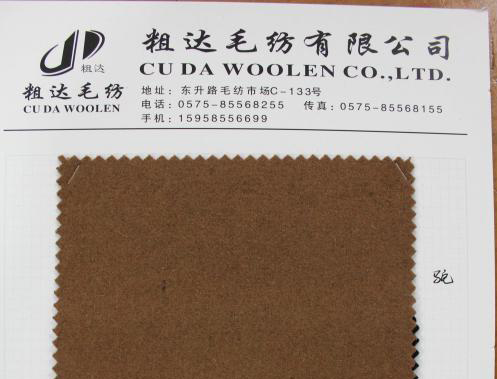 粗达
粗达毛纺
CU DA WOOLEN
粗达毛纺有限公司
CU DA WOOLEN CO.,LTD.
地址：东升路毛纺市场C-133号
电话：0575-85568255 传真：0575-85568155
手机：15958556699
驼